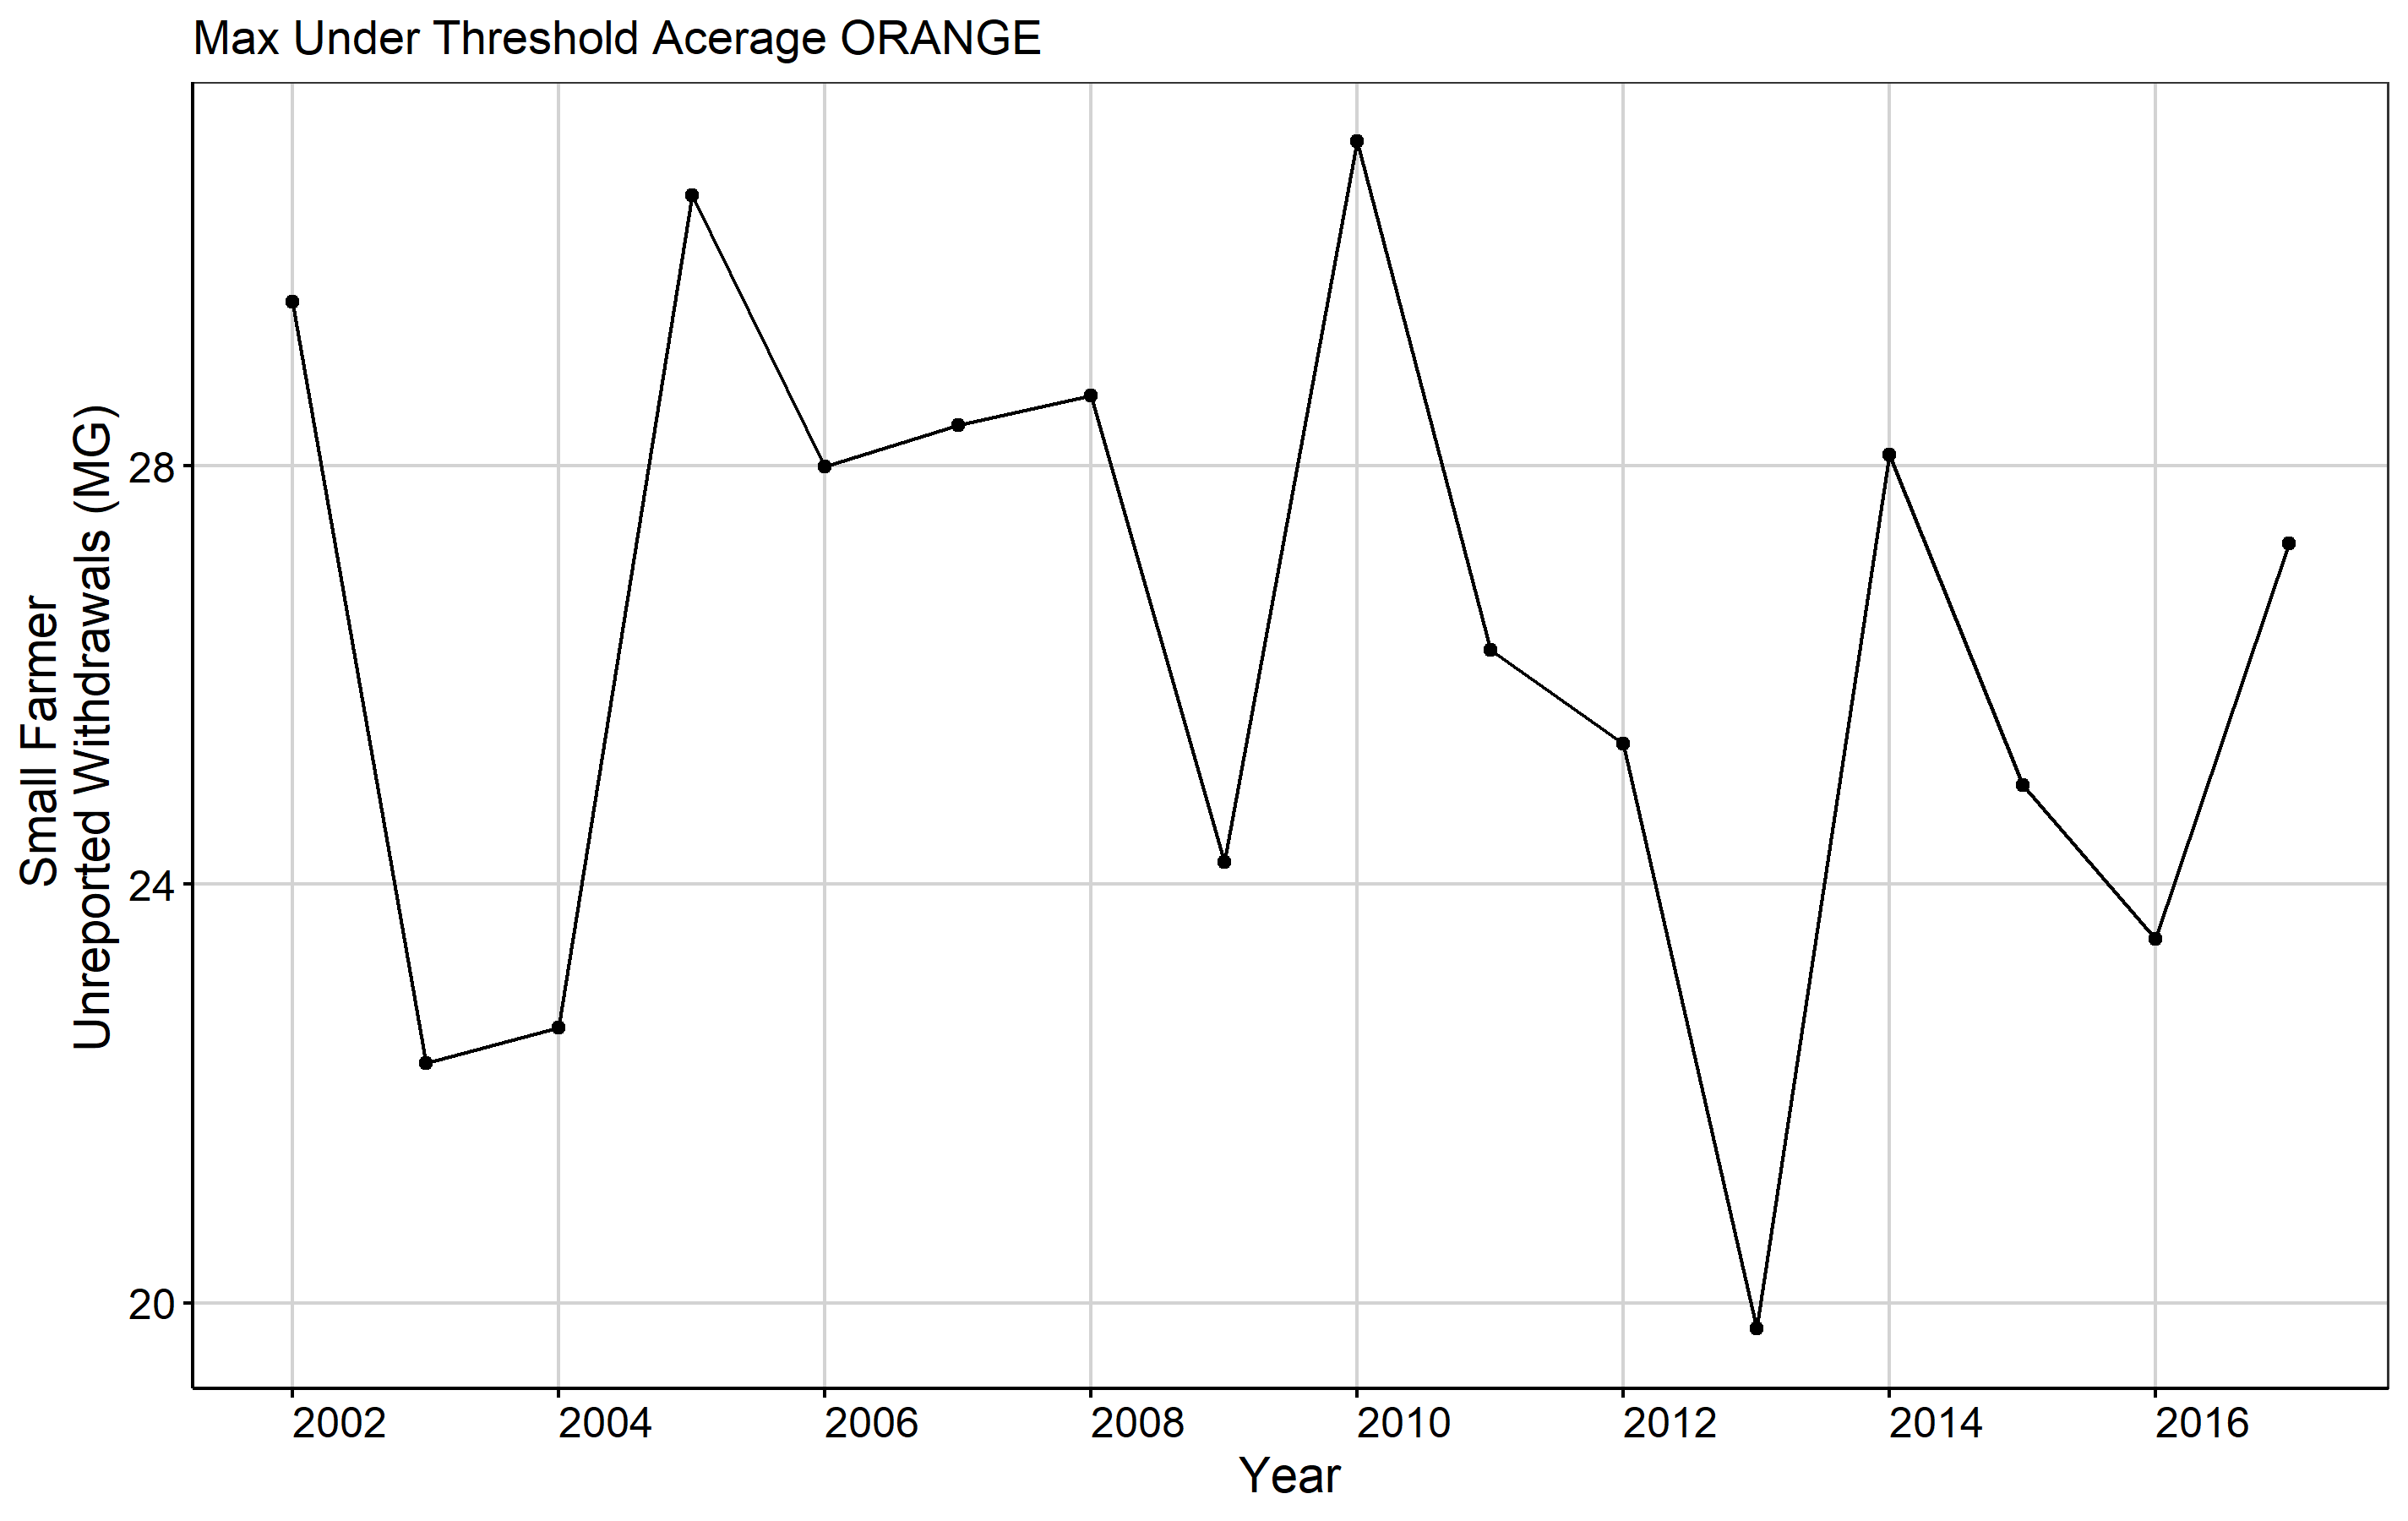 Max Under Threshold Acerage ORANGE
Small Farmer
Unreported Withdrawals (MG)
28
24
20
2002 2004 2006 2008 2010 2012 2014 2016
Year